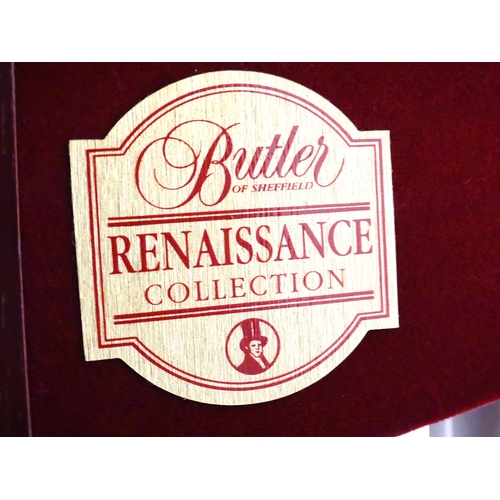 Butler
OF SHEFFIELD
RENAISSANCE
COLLECTION